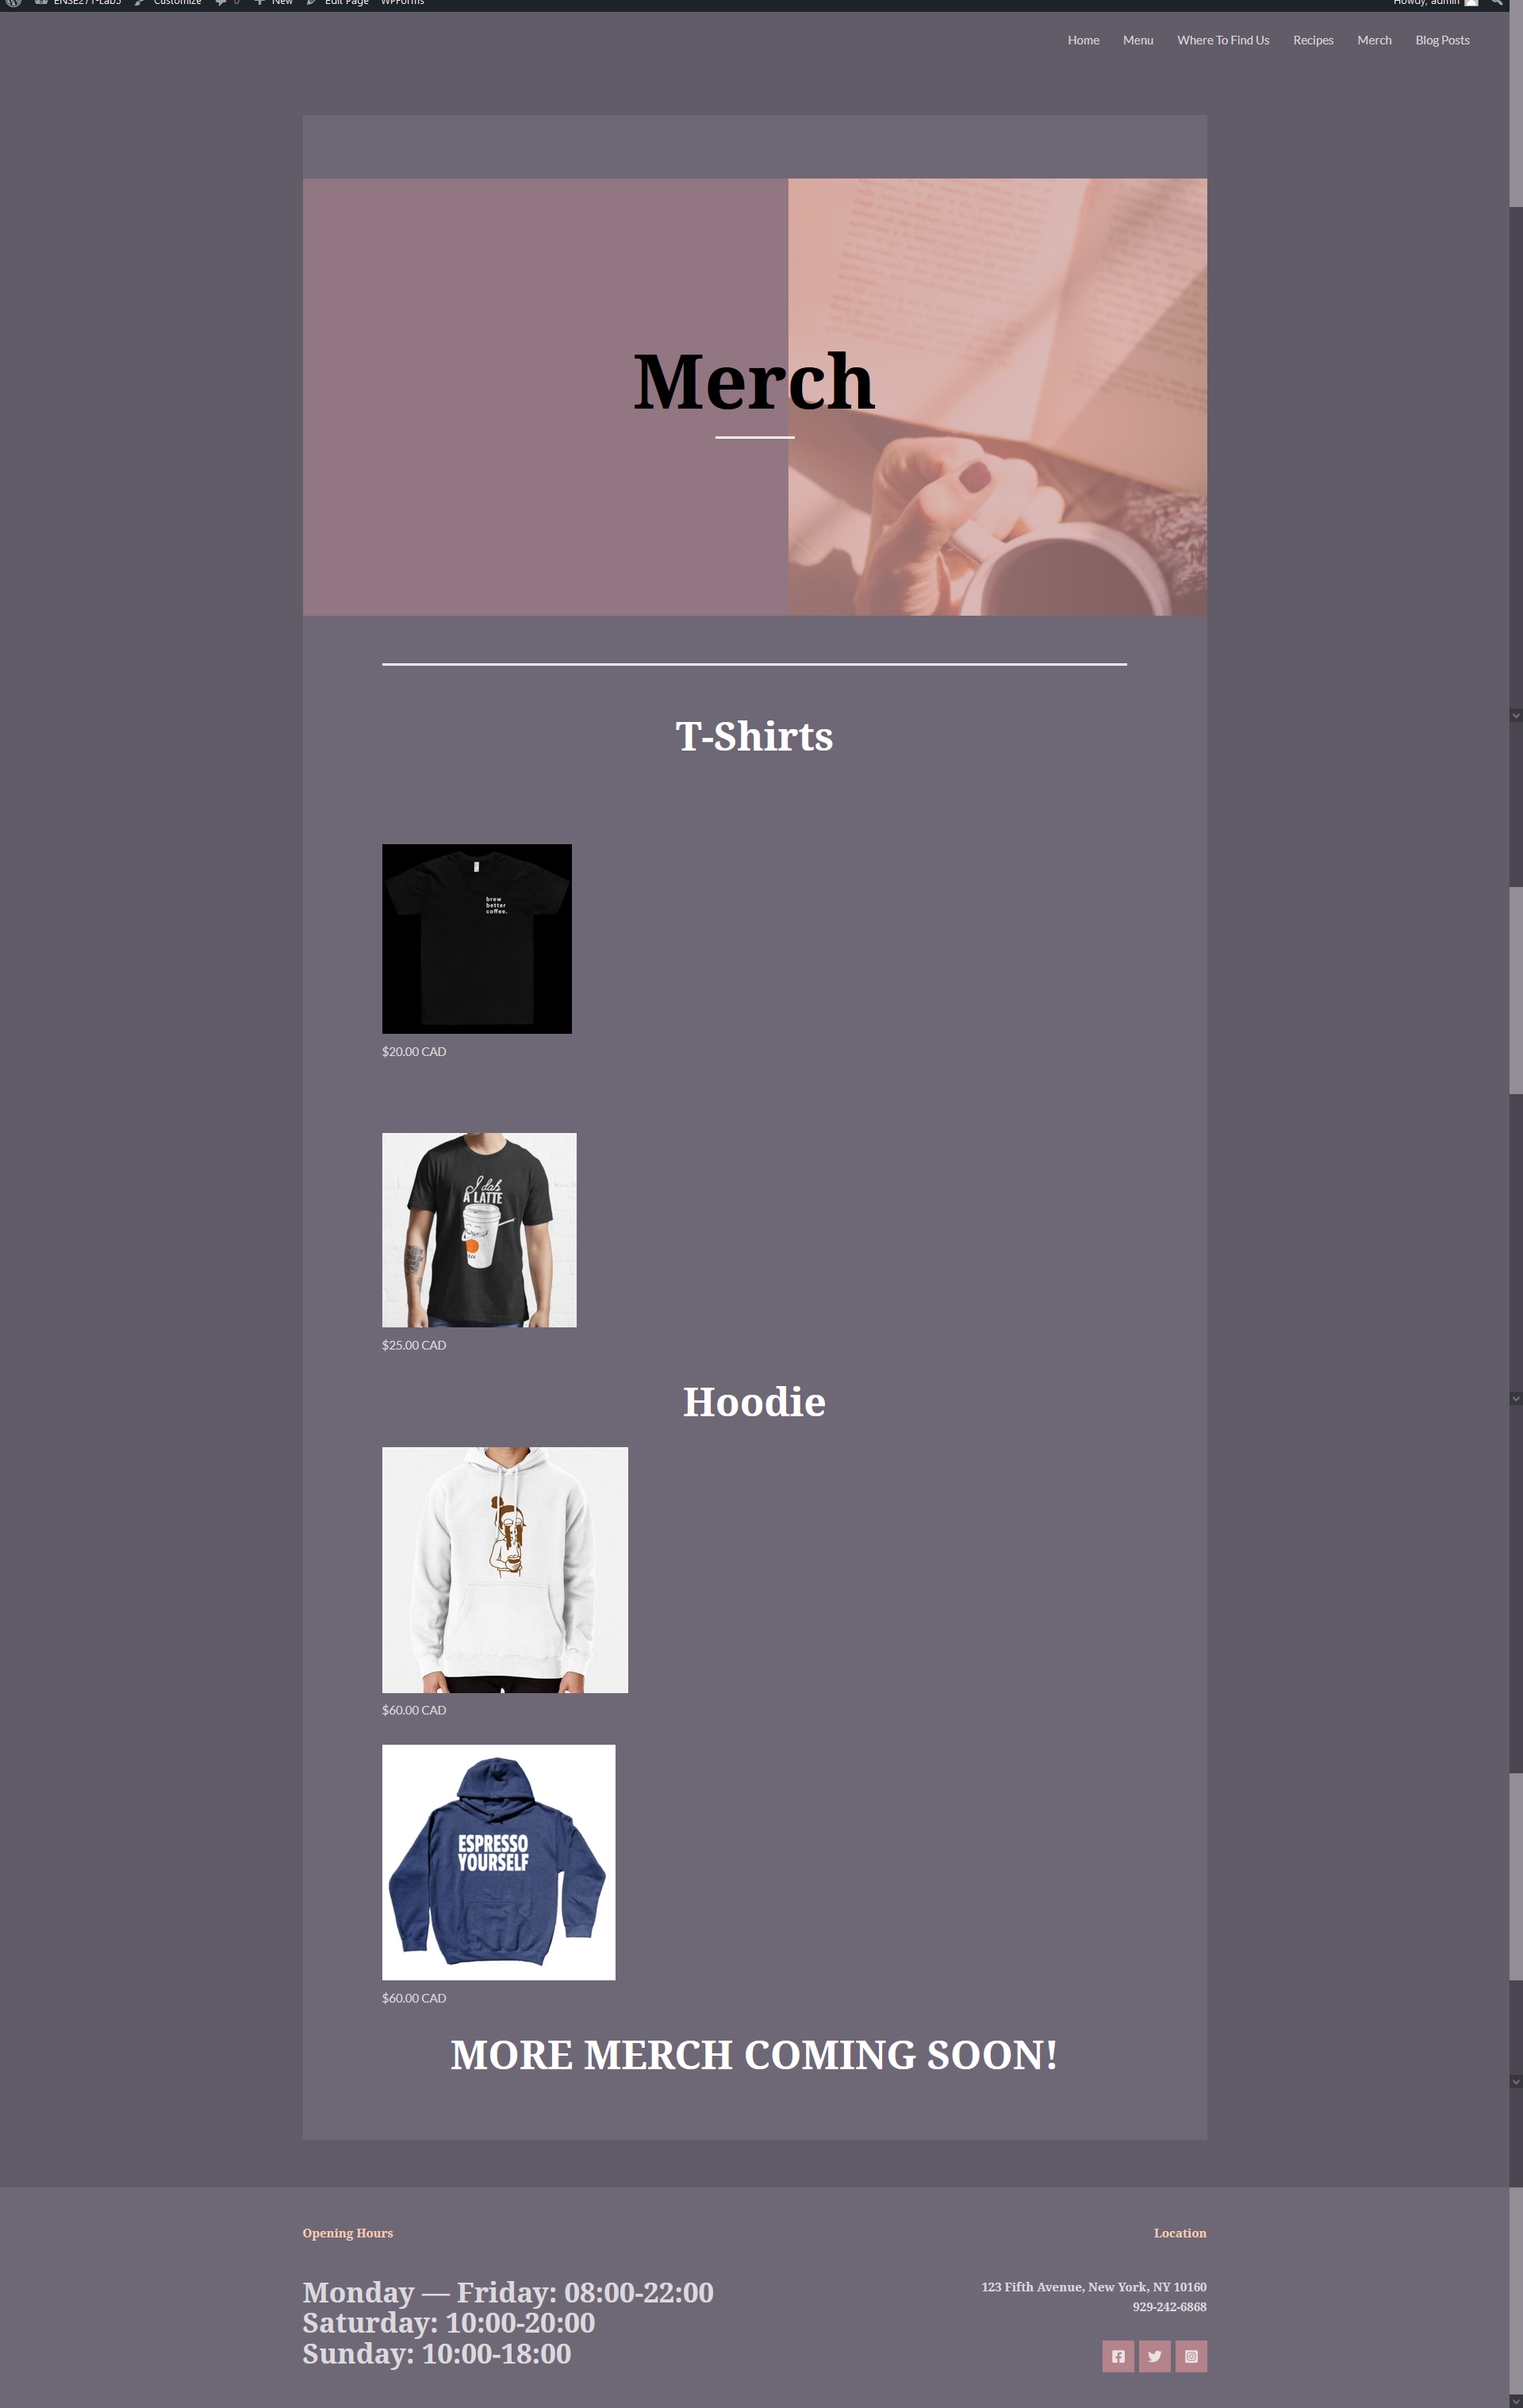 ENSE271-Lab5 Customize 0 New Edit Page WPForms Howdy, admin
Home Menu Where To Find Us Recipes Merch Blog Posts
Merch
T-Shirts
brew
better
coffee.
$20.00 CAD
I dab
A LATTE
$25.00 CAD
Hoodie
$60.00 CAD
ESPRESSO
YOURSELF
$60.00 CAD
MORE MERCH COMING SOON!
Opening Hours
Location
Monday — Friday: 08:00-22:00
Saturday: 10:00-20:00
Sunday: 10:00-18:00
123 Fifth Avenue, New York, NY 10160
929-242-6868